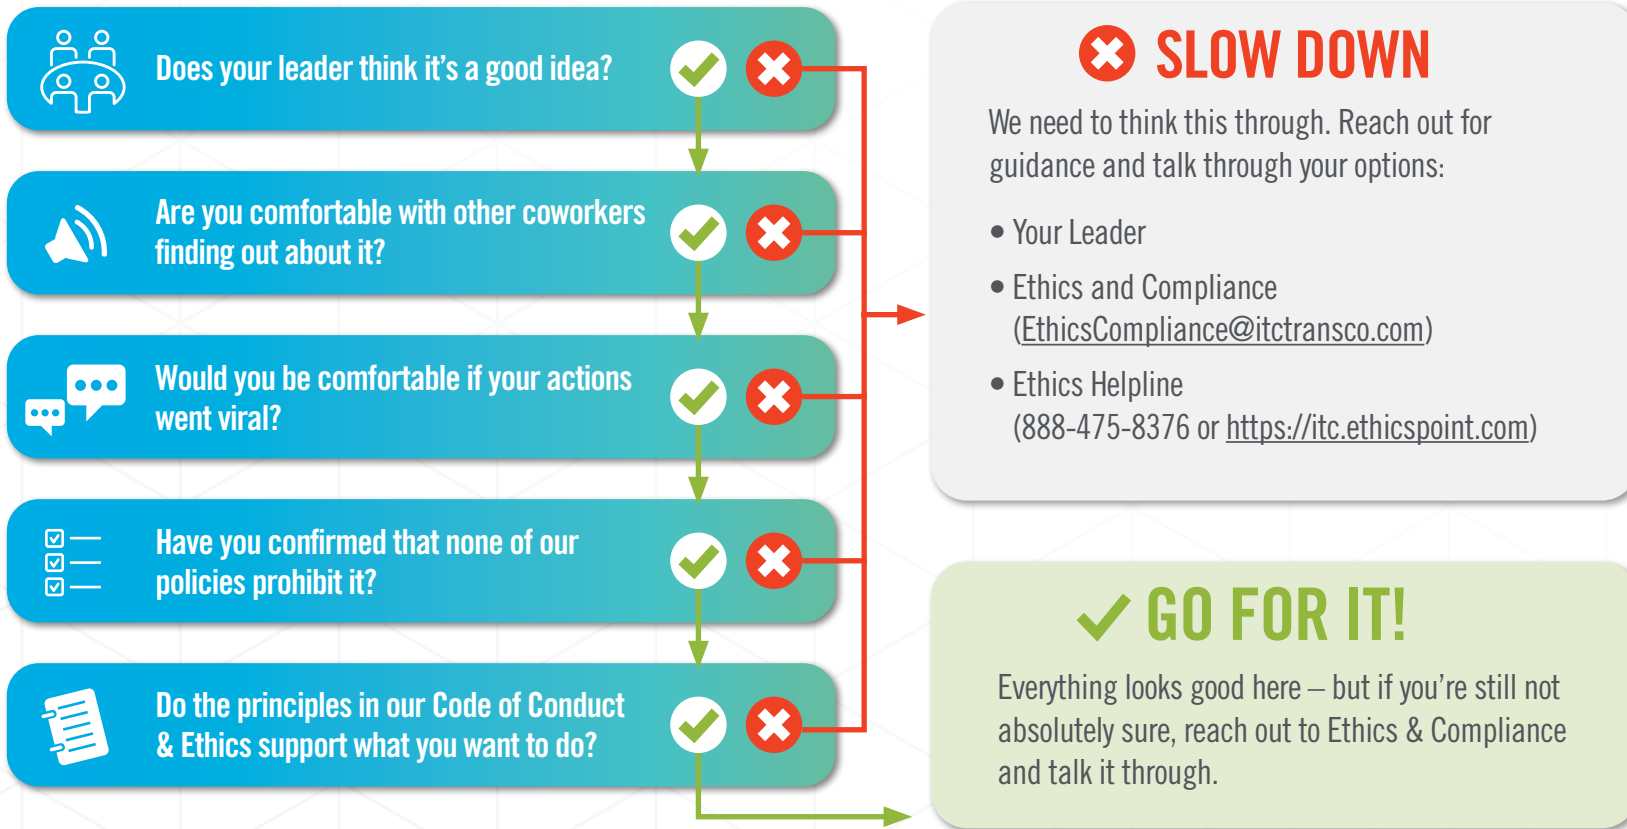 Does your leader think it's a good idea?
Are you comfortable with other coworkers
finding out about it?
Would you be comfortable if your actions
went viral?
Have you confirmed that none of our
policies prohibit it?
Do the principles in our Code of Conduct
& Ethics support what you want to do?
SLOW DOWN
We need to think this through. Reach out for
guidance and talk through your options:
• Your Leader
• Ethics and Compliance
(EthicsCompliance@itctransco.com)
• Ethics Helpline
(888-475-8376 or https://itc.ethicspoint.com)
GO FOR IT!
Everything looks good here – but if you're still not
absolutely sure, reach out to Ethics & Compliance
and talk it through.